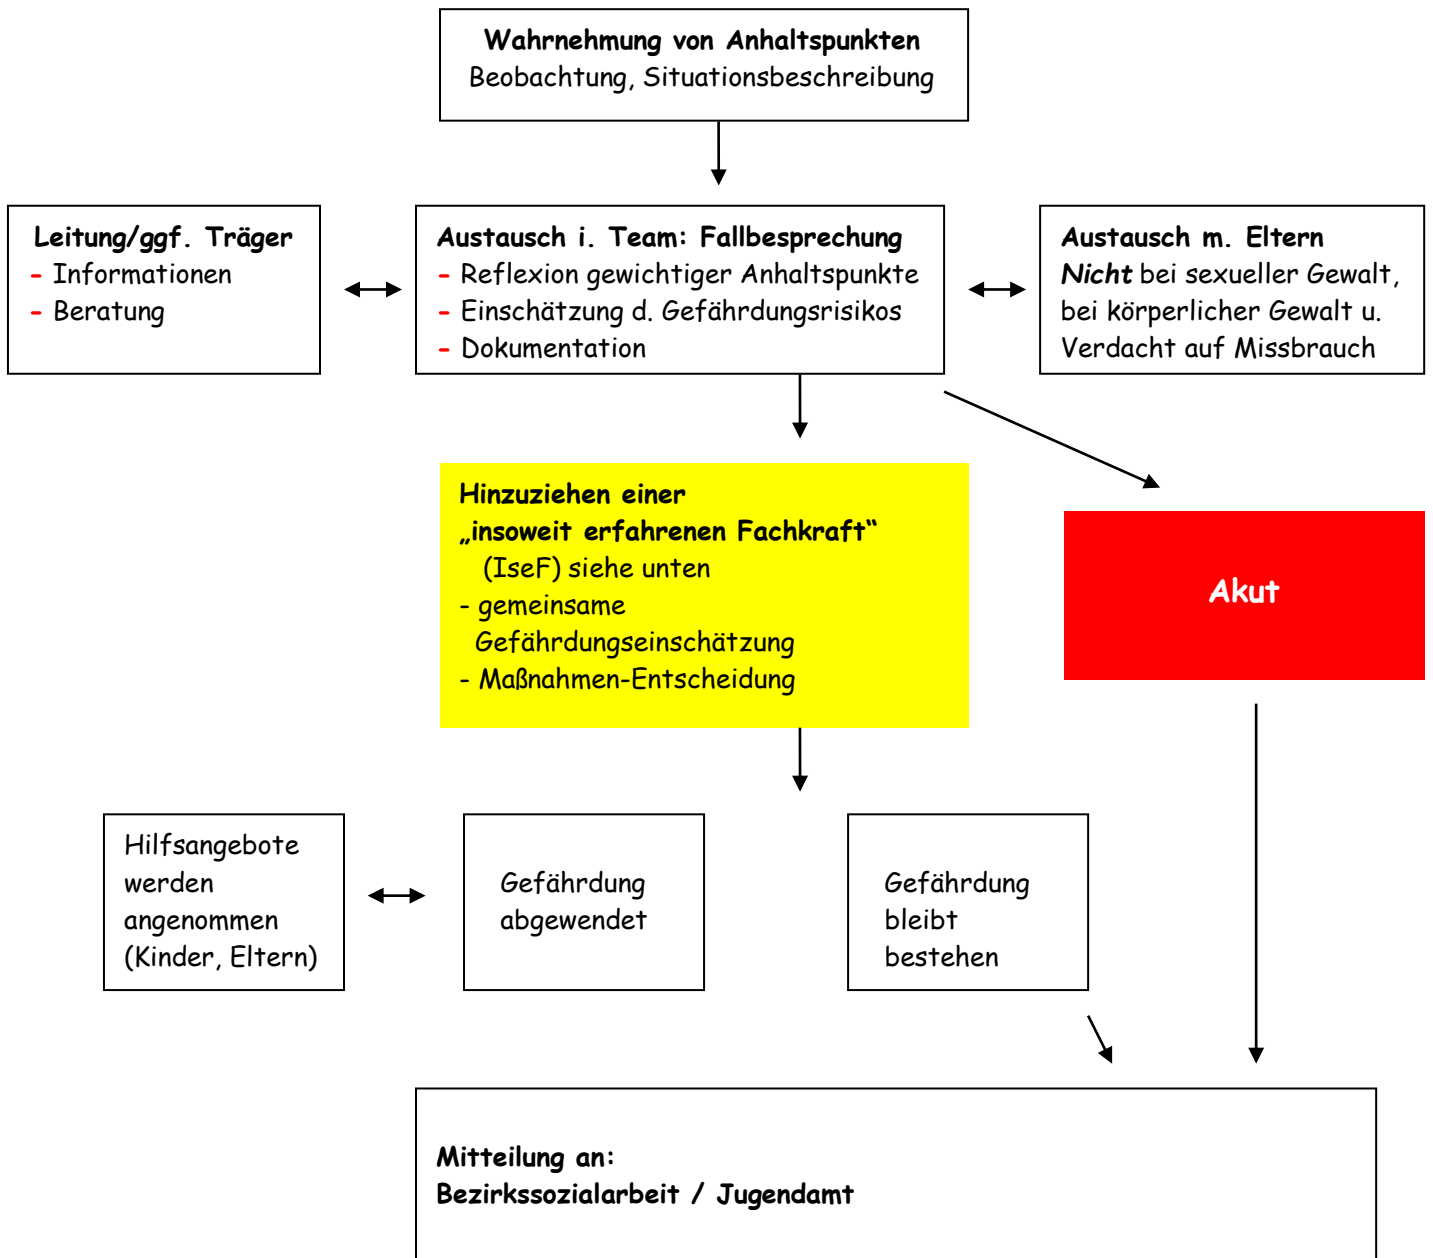 Wahrnehmung von Anhaltspunkten
Beobachtung, Situationsbeschreibung
Leitung/ggf. Träger
- Informationen
- Beratung
Austausch i. Team: Fallbesprechung
- Reflexion gewichtiger Anhaltspunkte
- Einschätzung d. Gefährdungsrisikos
- Dokumentation
Austausch m. Eltern
Nicht bei sexueller Gewalt,
bei körperlicher Gewalt u.
Verdacht auf Missbrauch
Hinzuziehen einer
„insoweit erfahrenen Fachkraft“
(IseF) siehe unten
- gemeinsame
Gefährdungseinschätzung
- Maßnahmen-Entscheidung
Akut
Hilfsangebote
werden
angenommen
(Kinder, Eltern)
Gefährdung
abgewendet
Gefährdung
bleibt
bestehen
Mitteilung an:
Bezirkssozialarbeit / Jugendamt